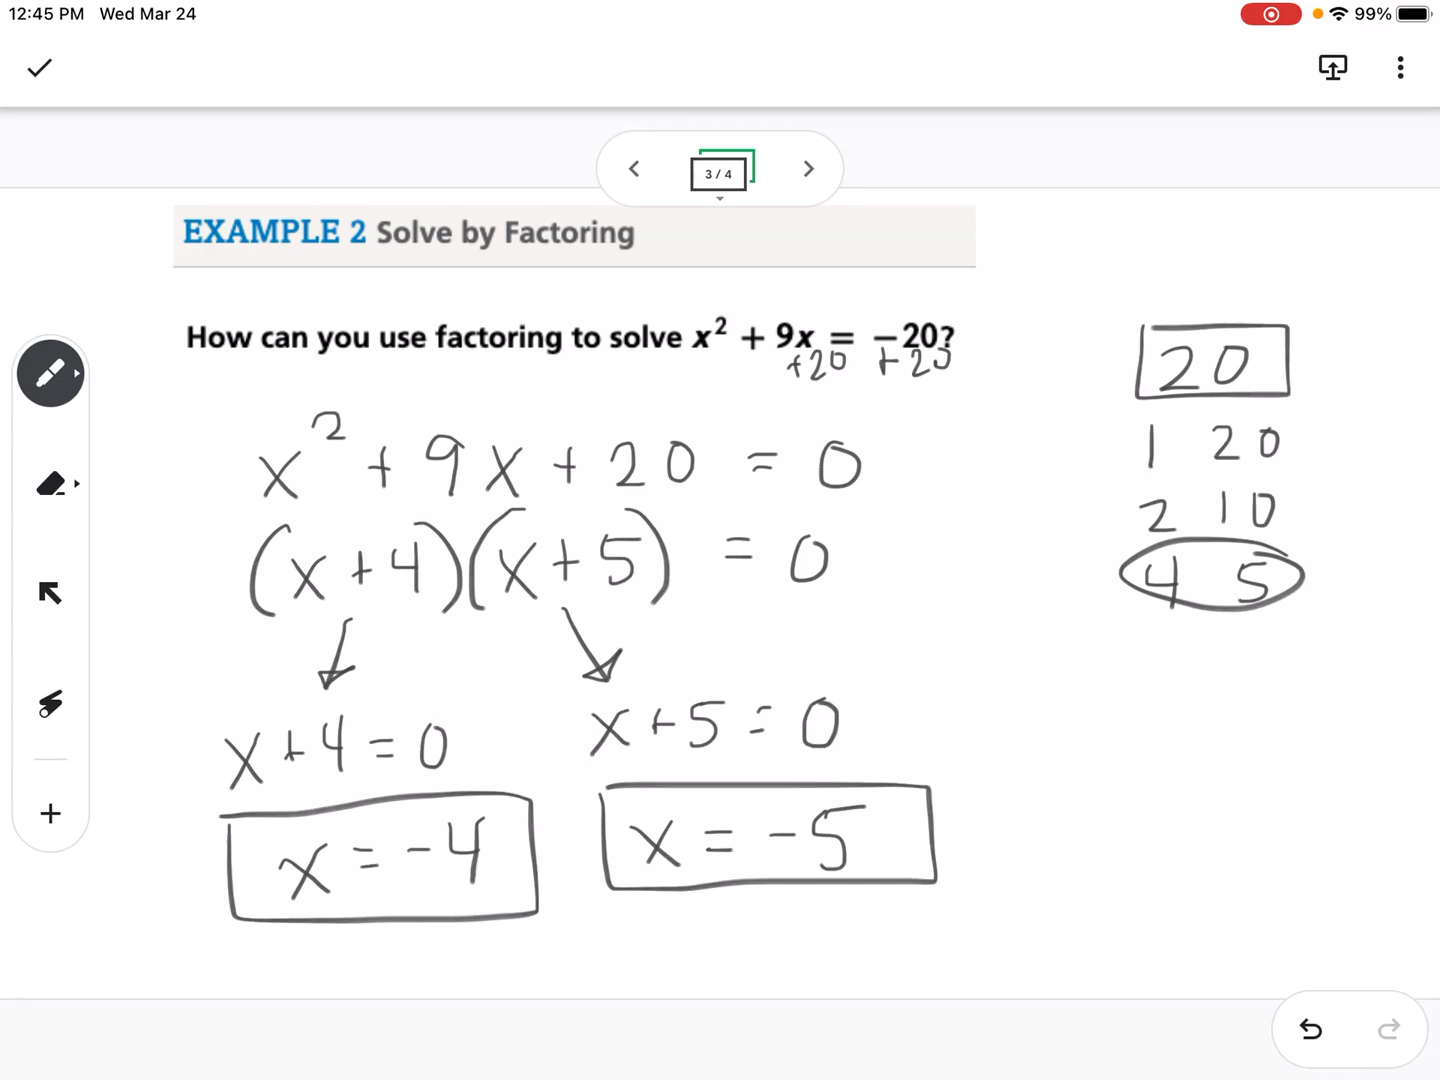 12:45 PM Wed Mar 24
99%
3 / 4
EXAMPLE 2 Solve by Factoring
How can you use factoring to solve x² + 9x = −20?
+20 +20
x² + 9x + 20 = 0
(x+4)(x+5) = 0
x+4=0
x+5=0
x = -4
x = -5
20
1 20
2 10
4 5